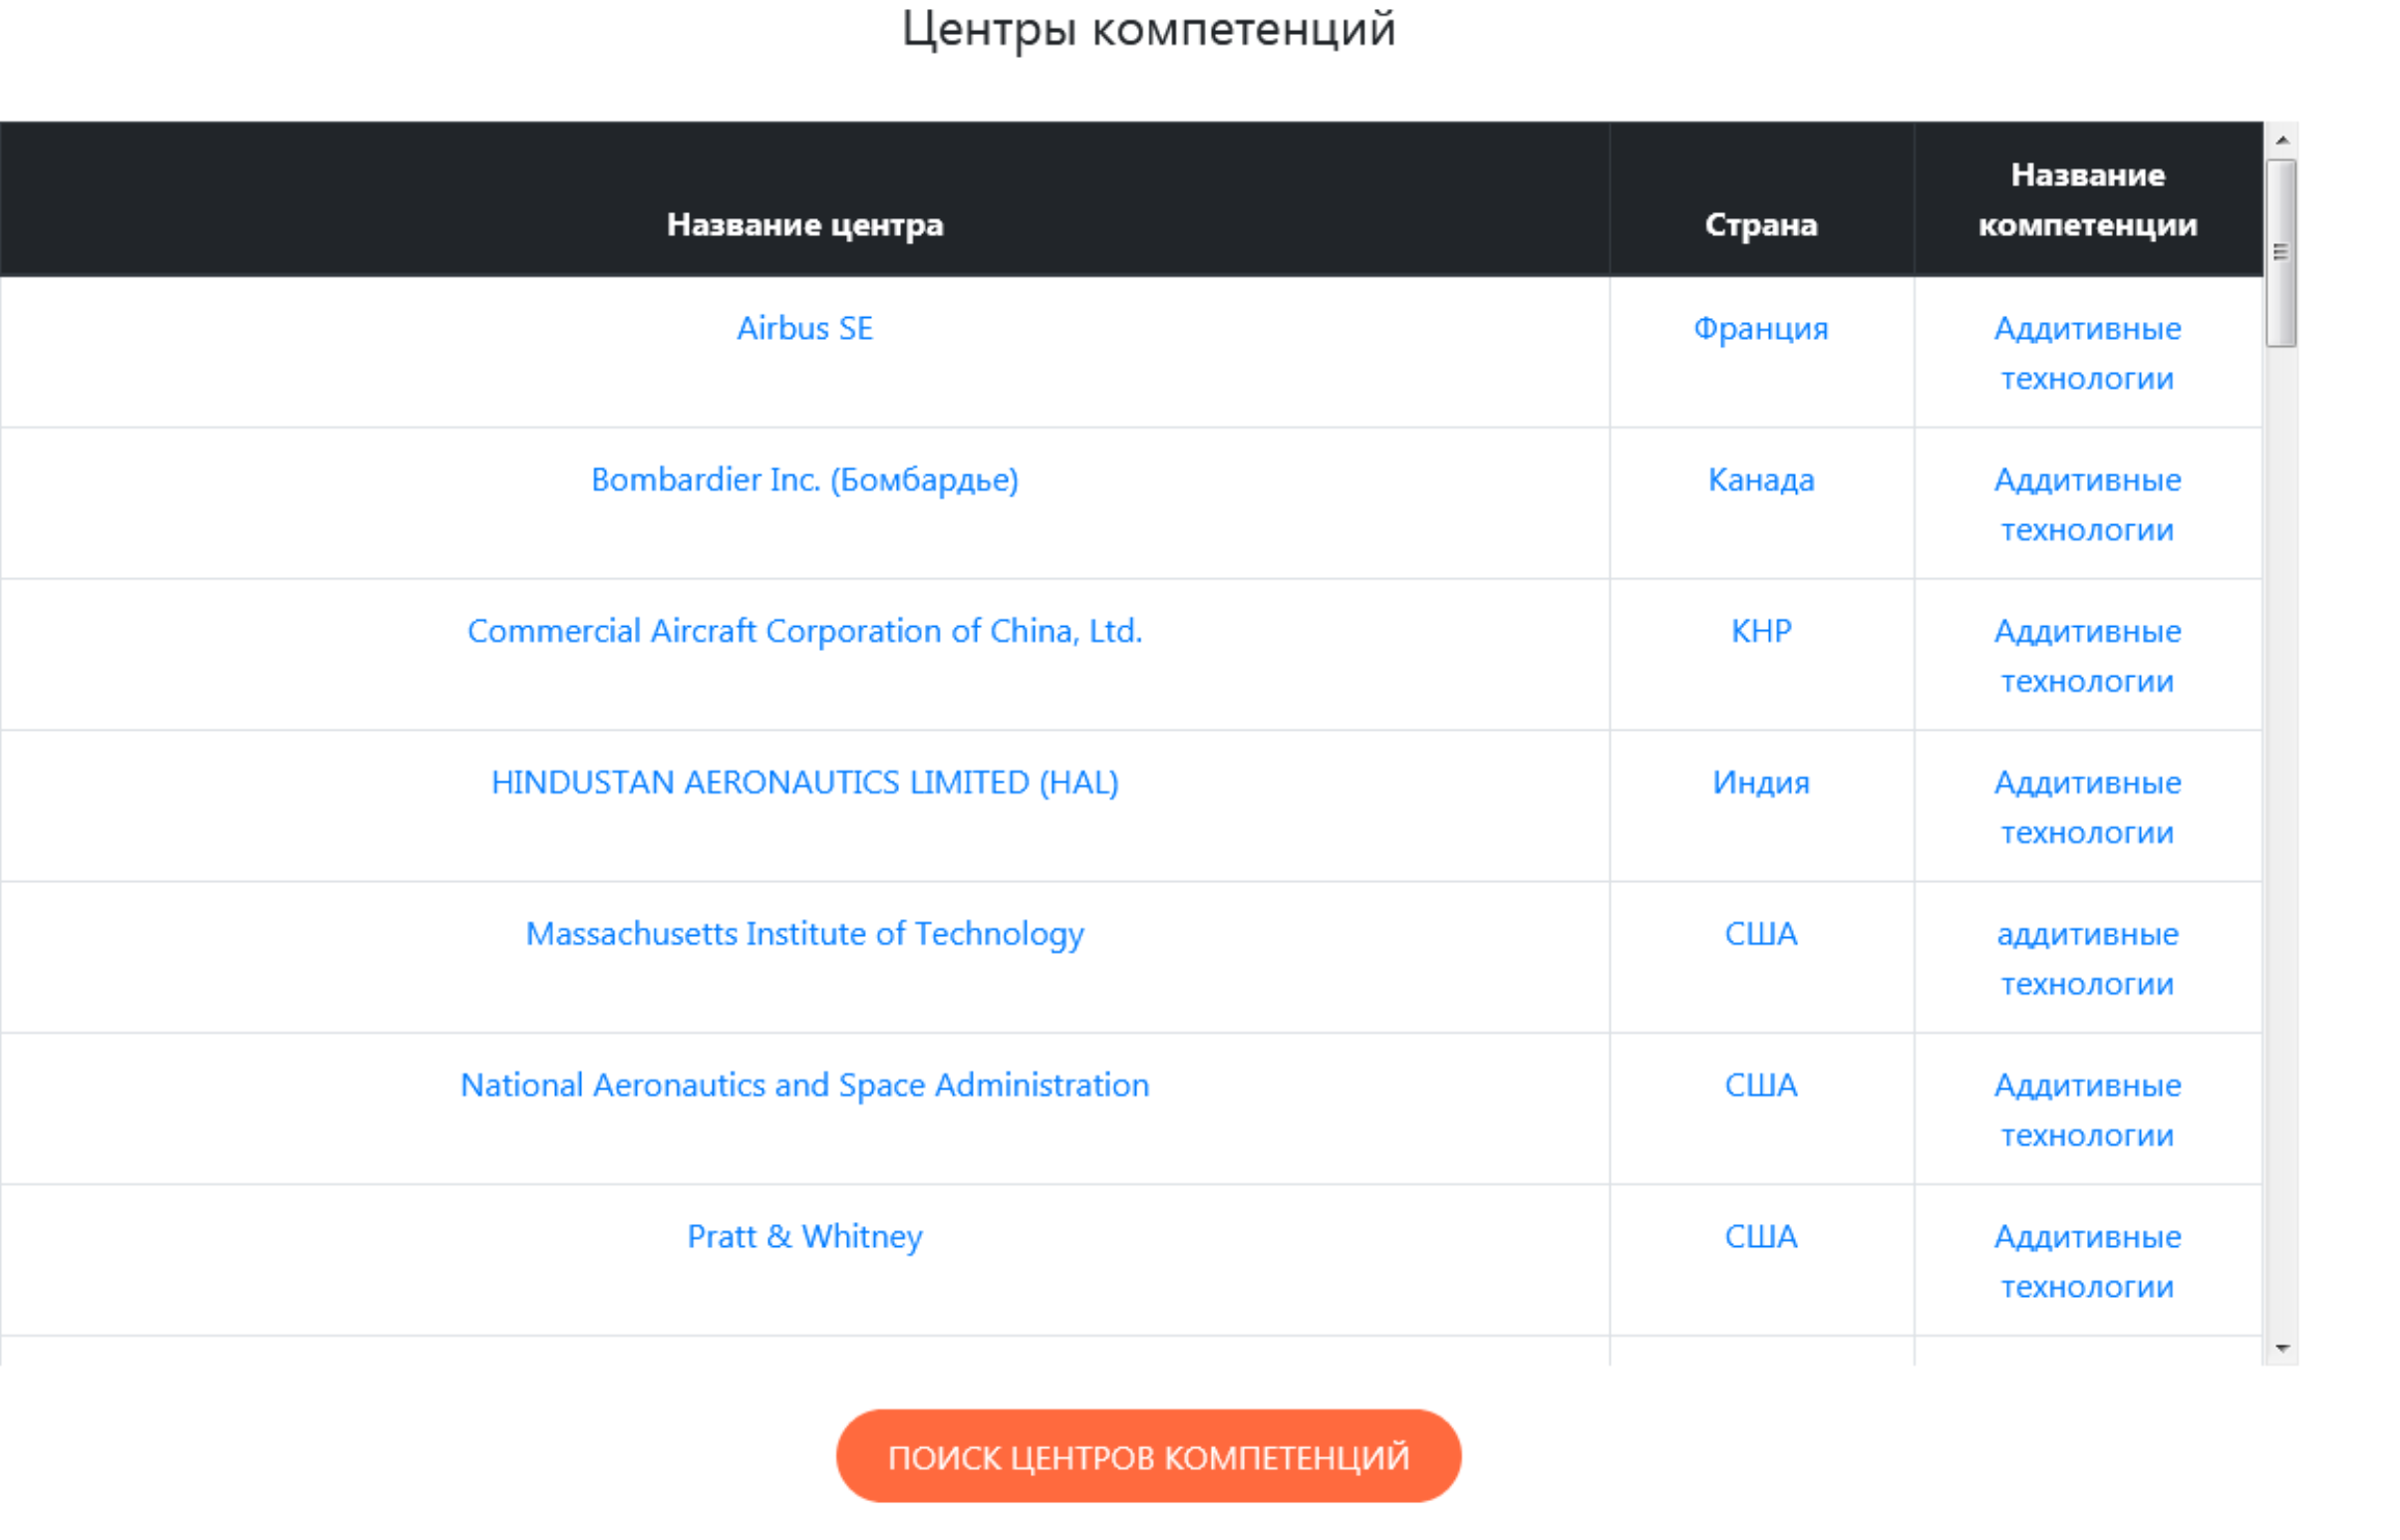 Центры компетенций
Название центра
Страна
Название
компетенции
Airbus SE
Франция
Аддитивные
технологии
Bombardier Inc. (Бомбардье)
Канада
Аддитивные
технологии
Commercial Aircraft Corporation of China, Ltd.
КНР
Аддитивные
технологии
HINDUSTAN AERONAUTICS LIMITED (HAL)
Индия
Аддитивные
технологии
Massachusetts Institute of Technology
США
аддитивные
технологии
National Aeronautics and Space Administration
США
Аддитивные
технологии
Pratt & Whitney
США
Аддитивные
технологии
ПОИСК ЦЕНТРОВ КОМПЕТЕНЦИЙ